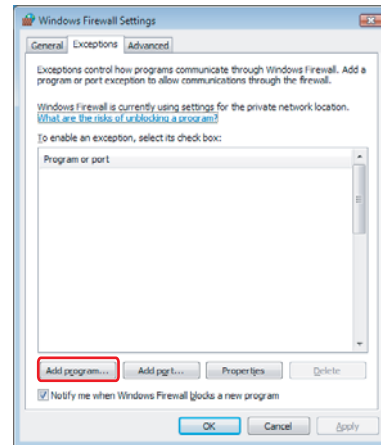 Windows Firewall Settings
General Exceptions Advanced
Exceptions control how programs communicate through Windows Firewall. Add a
program or port exception to allow communications through the firewall.
Windows Firewall is currently using settings for the private network location.
What are the risks of unblocking a program?
To enable an exception, select its check box:
Program or port
Add program... Add port... Properties Delete
Notify me when Windows Firewall blocks a new program
OK Cancel Apply